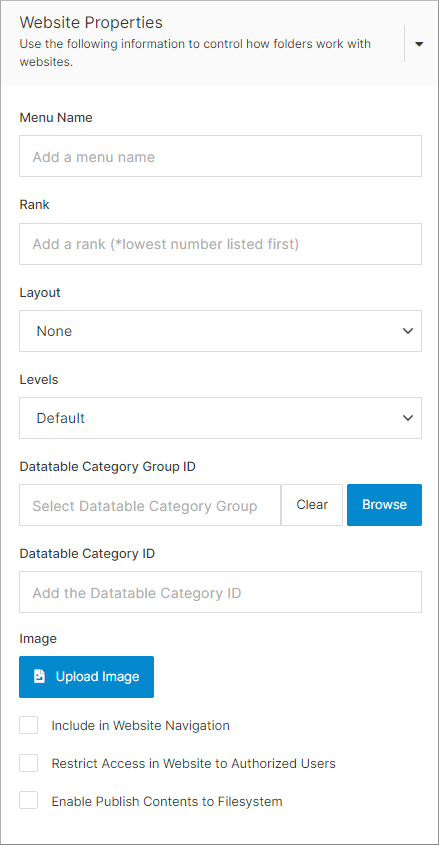 Website Properties
Use the following information to control how folders work with
websites.
Menu Name
Add a menu name
Rank
Add a rank (*lowest number listed first)
Layout
None
Levels
Default
Datatable Category Group ID
Select Datatable Category Group
Clear
Browse
Datatable Category ID
Add the Datatable Category ID
Image
Upload Image
Include in Website Navigation
Restrict Access in Website to Authorized Users
Enable Publish Contents to Filesystem